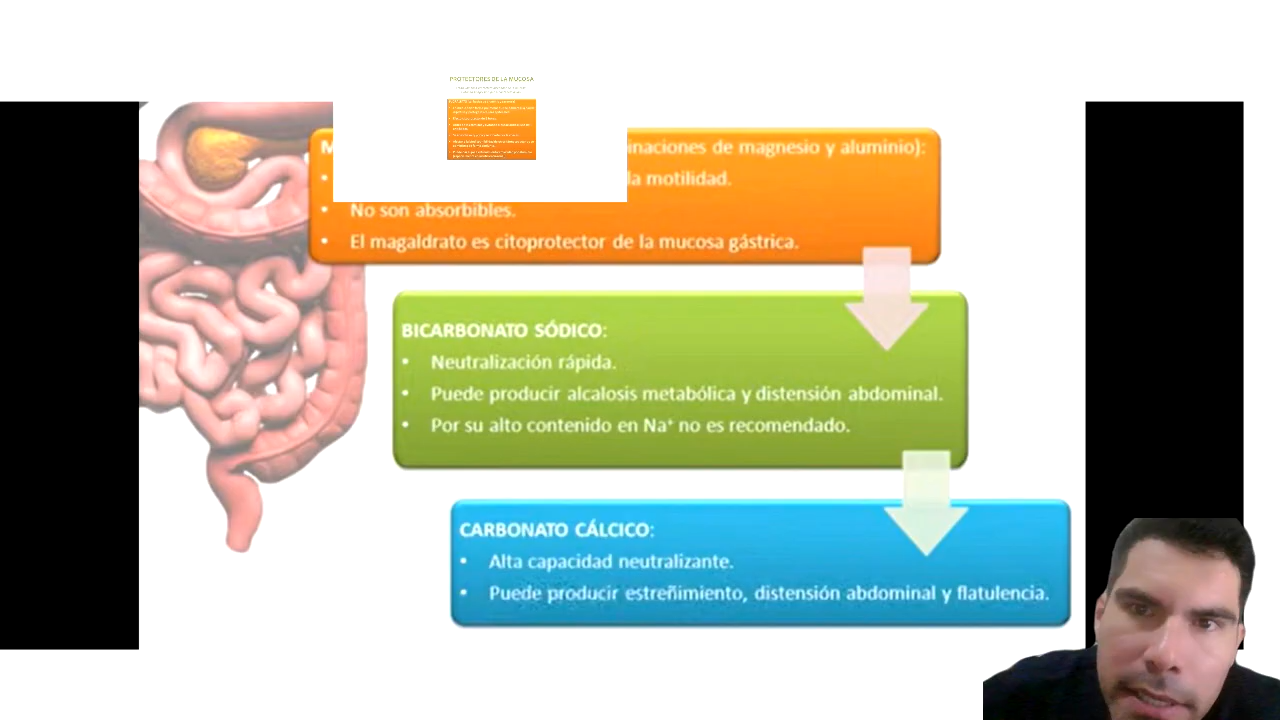 PROTECTORES DE LA MUCOSA
M
inaciones de magnesio y aluminio):
• la motilidad.
• No son absorbibles.
• El magaldrato es citoprotector de la mucosa gástrica.
BICARBONATO SÓDICO:
• Neutralización rápida.
• Puede producir alcalosis metabólica y distensión abdominal.
• Por su alto contenido en Na⁺ no es recomendado.
CARBONATO CÁLCICO:
• Alta capacidad neutralizante.
• Puede producir estreñimiento, distensión abdominal y flatulencia.